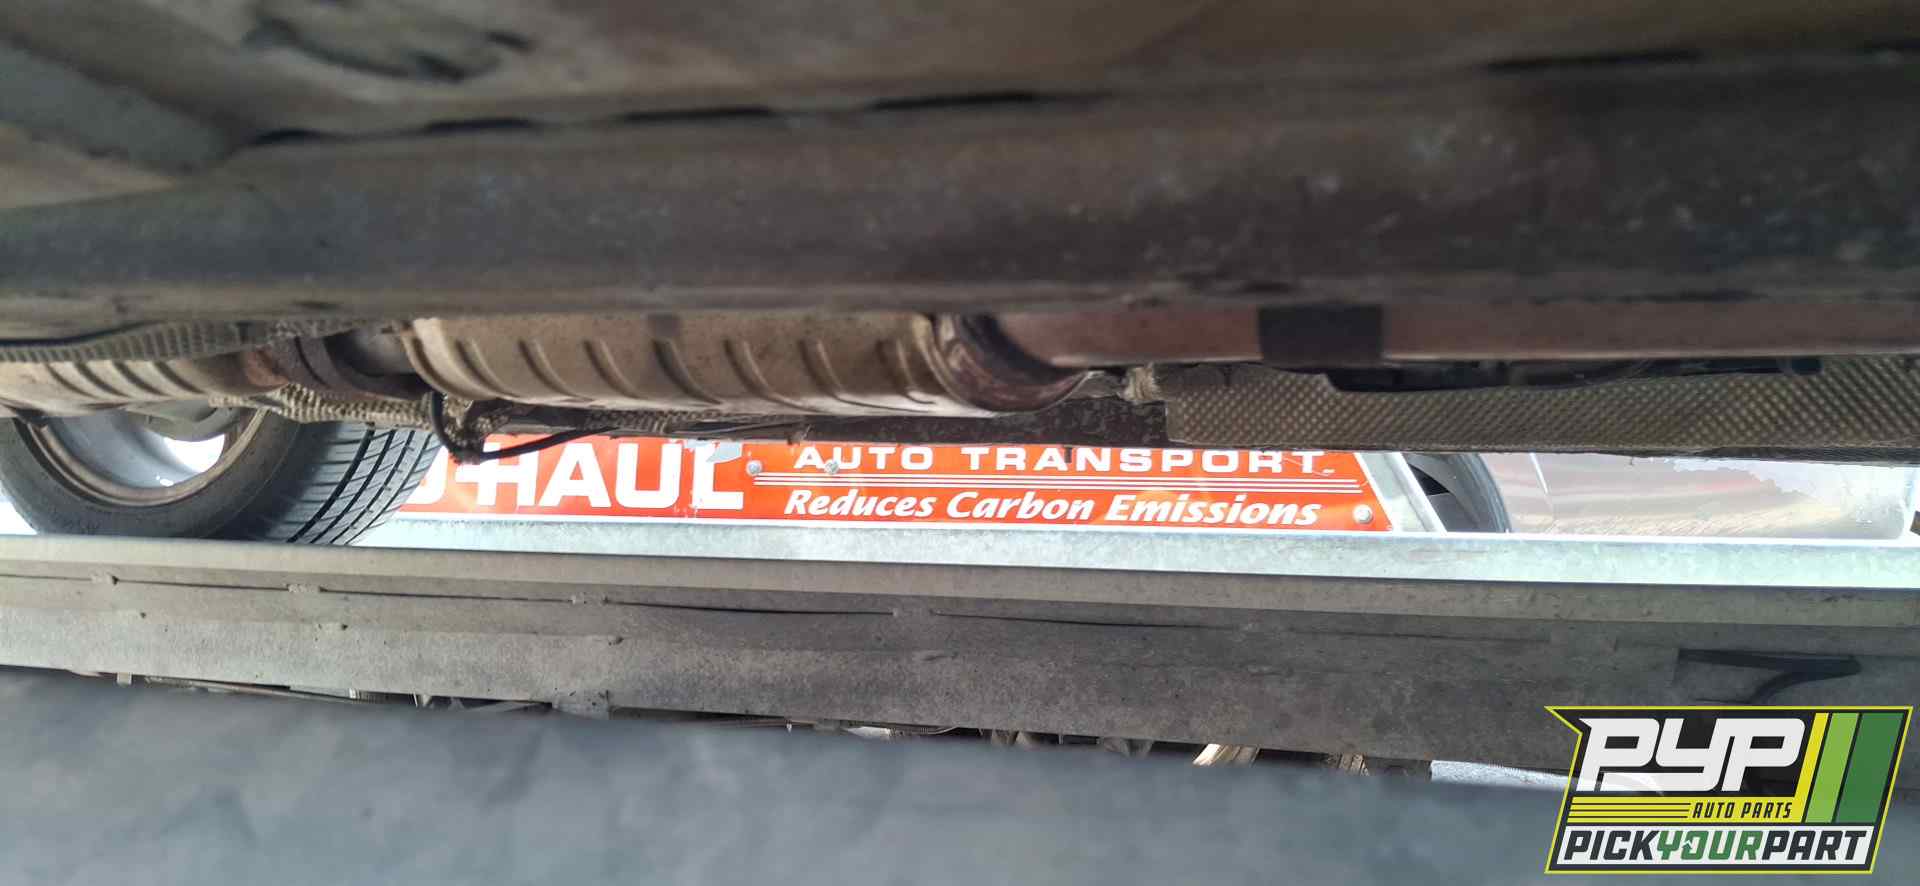 U-HAUL
AUTO TRANSPORT
Reduces Carbon Emissions
PYP
AUTO PARTS
PICKYOURPART